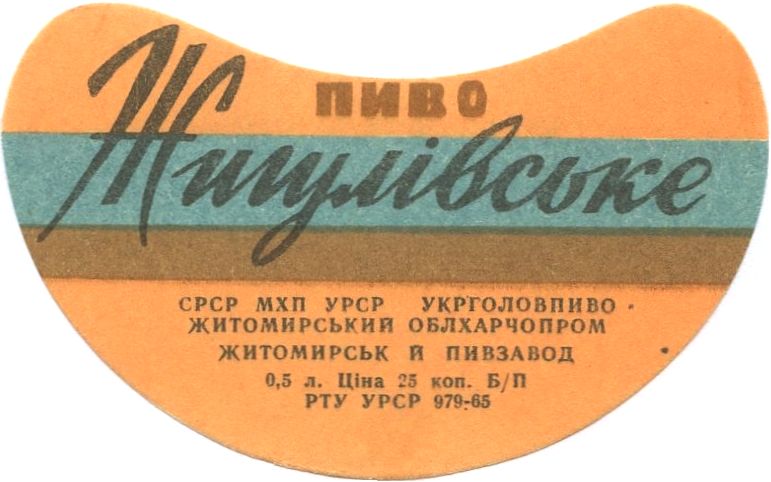 ПИВО
Жигулівське
СРСР МХП УРСР УКРГОЛОВПИВО
ЖИТОМИРСЬКИЙ ОБЛХАРЧОПРОМ
ЖИТОМИРСЬК Й ПИВЗАВОД
0,5 л. Ціна 25 коп. Б/П
РТУ УРСР 979-65